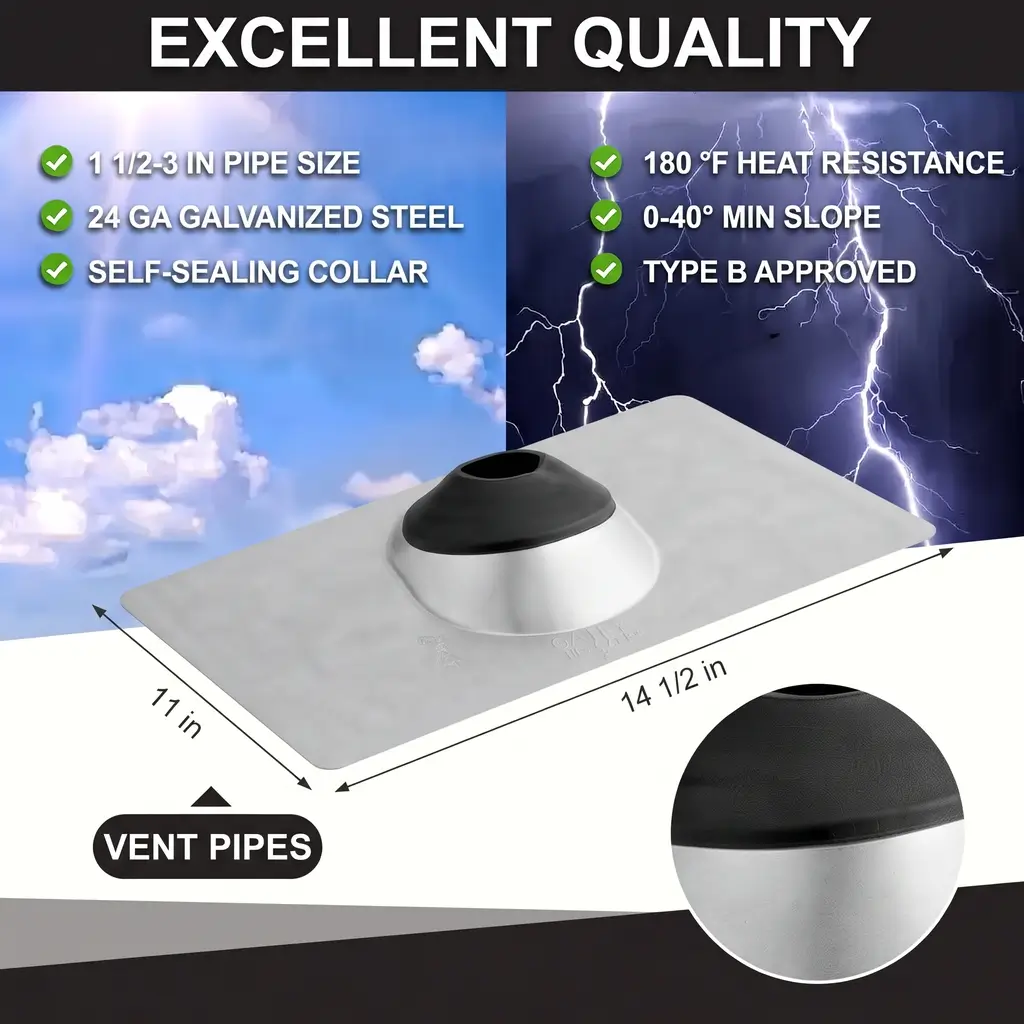 EXCELLENT QUALITY
1 1/2-3 IN PIPE SIZE
24 GA GALVANIZED STEEL
SELF-SEALING COLLAR
180 °F HEAT RESISTANCE
0-40° MIN SLOPE
TYPE B APPROVED
11 in
14 1/2 in
VENT PIPES